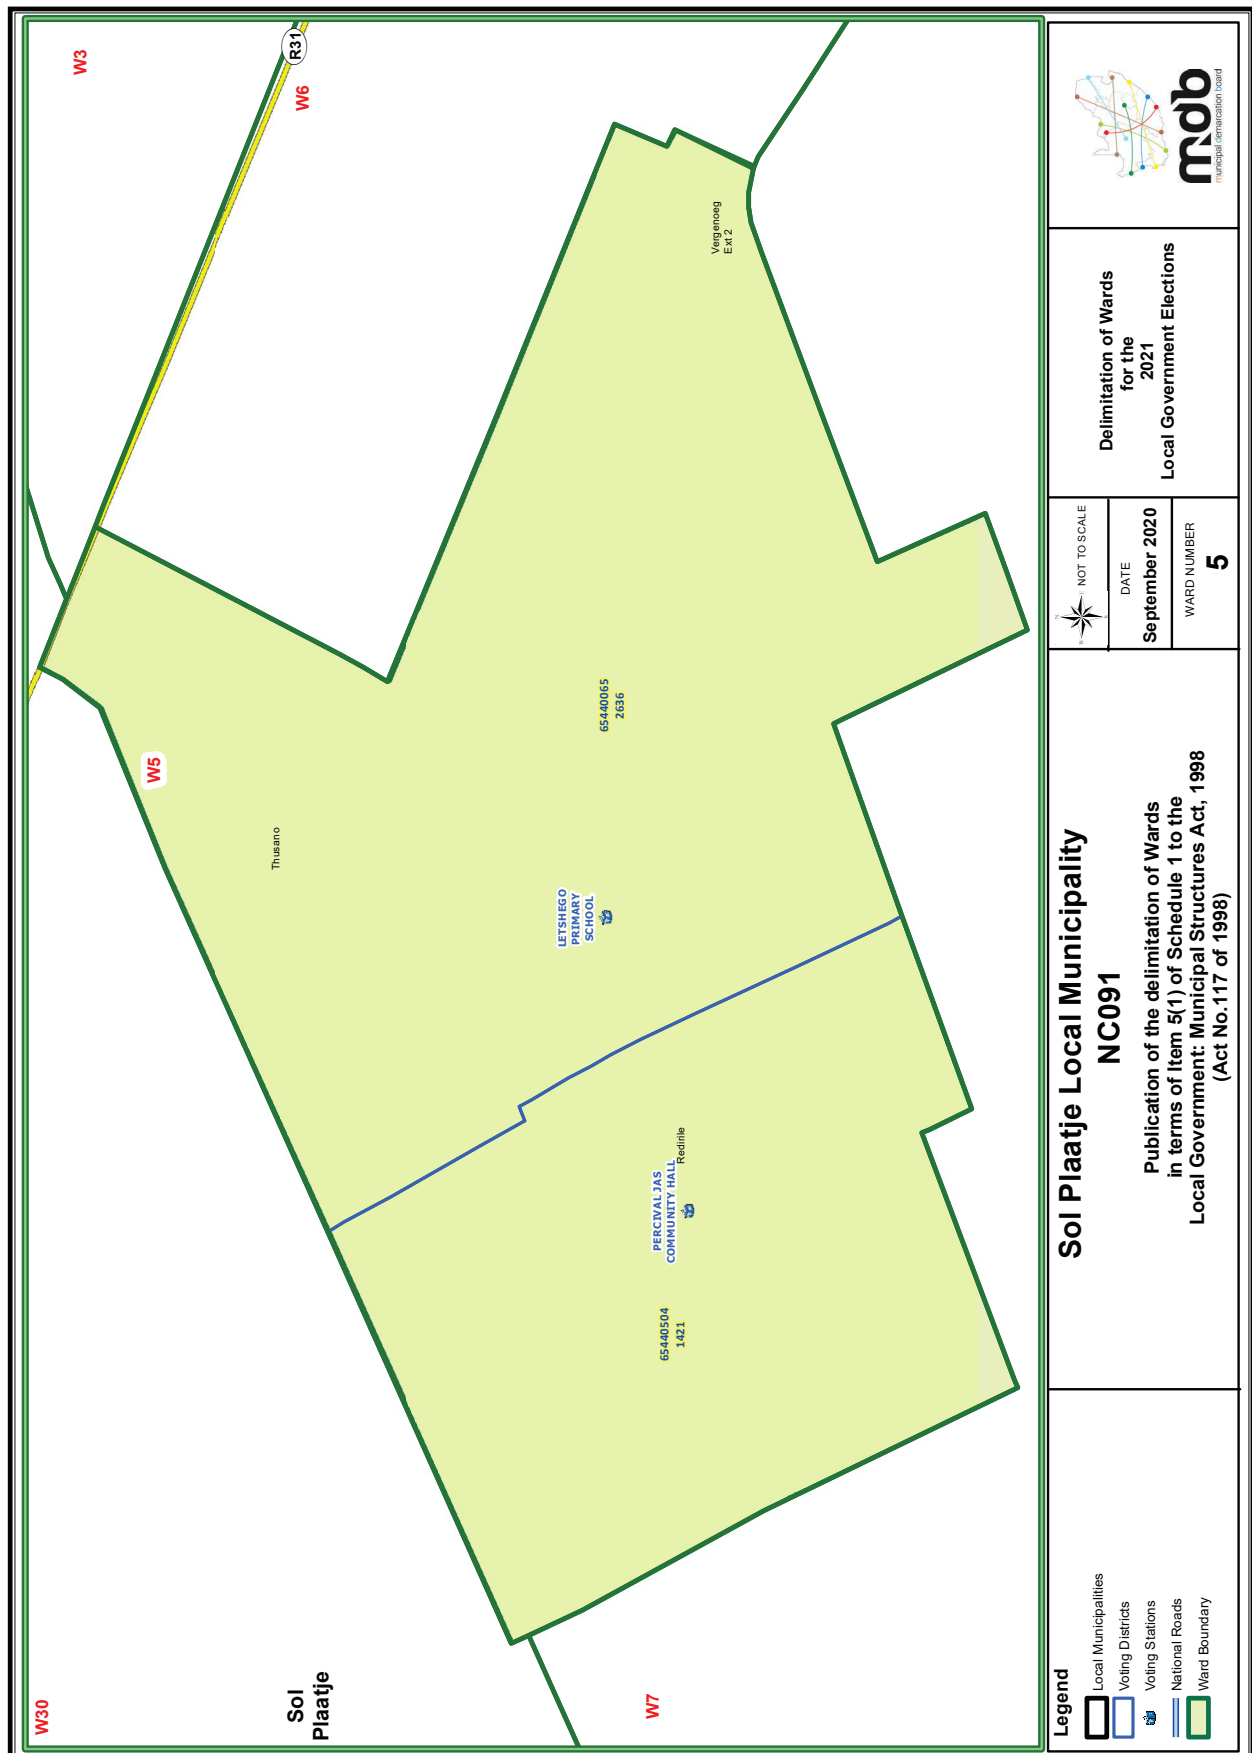 W30
W3
R31
W6
W5
Sol
Plaatje
Thusano
LETSHEGO
PRIMARY
SCHOOL
65440065
2636
Vergenoeg
Ext 2
PERCIVAL JAS
COMMUNITY HALL
Redirile
65440504
1421
W7
Legend
Local Municipalities
Voting Districts
Voting Stations
National Roads
Ward Boundary
Sol Plaatje Local Municipality
NC091
Publication of the delimitation of Wards
in terms of Item 5(1) of Schedule 1 to the
Local Government: Municipal Structures Act, 1998
(Act No.117 of 1998)
N
W E
S
NOT TO SCALE
DATE
September 2020
WARD NUMBER
5
Delimitation of Wards
for the
2021
Local Government Elections
mdb
municipal demarcation board